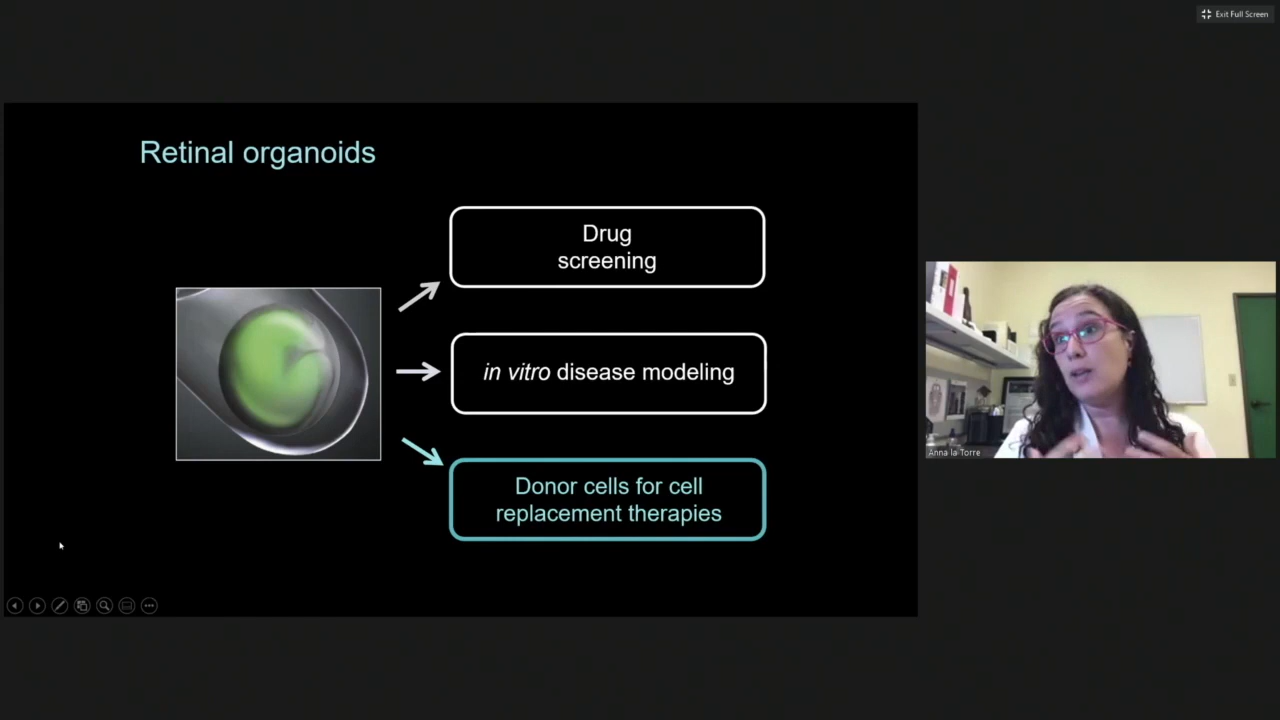 Exit Full Screen
Retinal organoids
Drug
screening
in vitro disease modeling
Donor cells for cell
replacement therapies
Anna la Torre